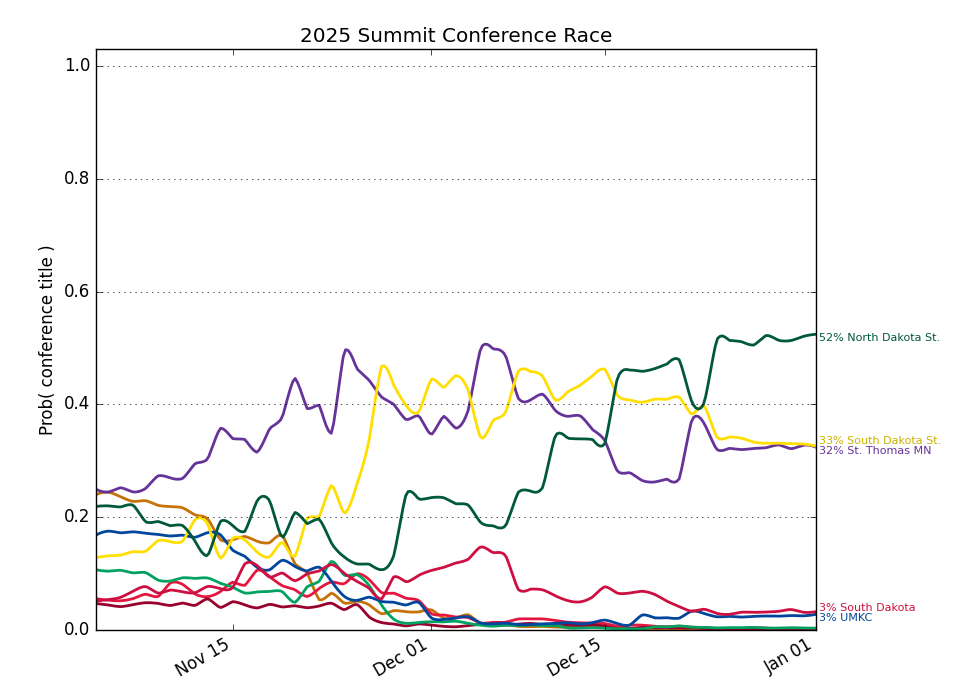 2025 Summit Conference Race
1.0
0.8
0.6
0.4
0.2
0.0
Prob( conference title )
52% North Dakota St.
33% South Dakota St.
32% St. Thomas MN
3% South Dakota
3% UMKC
Nov 15
Dec 01
Dec 15
Jan 01